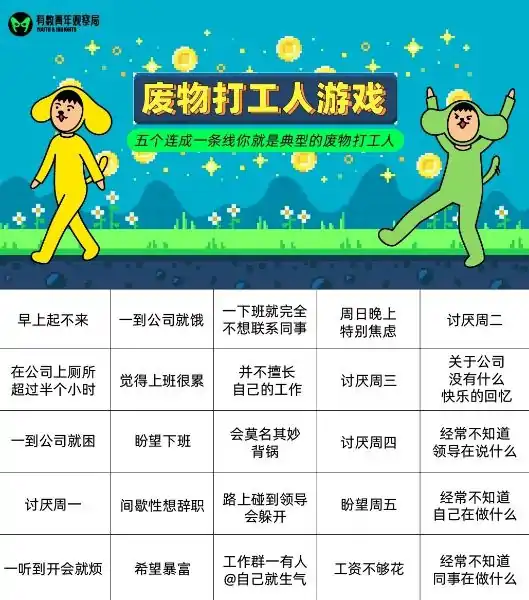 有数青年观察局
YOUTH & INSIGHTS
废物打工人游戏
五个连成一条线你就是典型的废物打工人
早上起不来
一到公司就饿
一下班就完全
不想联系同事
周日晚上
特别焦虑
讨厌周二
在公司上厕所
超过半个小时
觉得上班很累
并不擅长
自己的工作
讨厌周三
关于公司
没有什么
快乐的回忆
一到公司就困
盼望下班
会莫名其妙
背锅
讨厌周四
经常不知道
领导在说什么
讨厌周一
间歇性想辞职
路上碰到领导
会躲开
盼望周五
经常不知道
自己在做什么
一听到开会就烦
希望暴富
工作群一有人
@自己就生气
工资不够花
经常不知道
同事在做什么